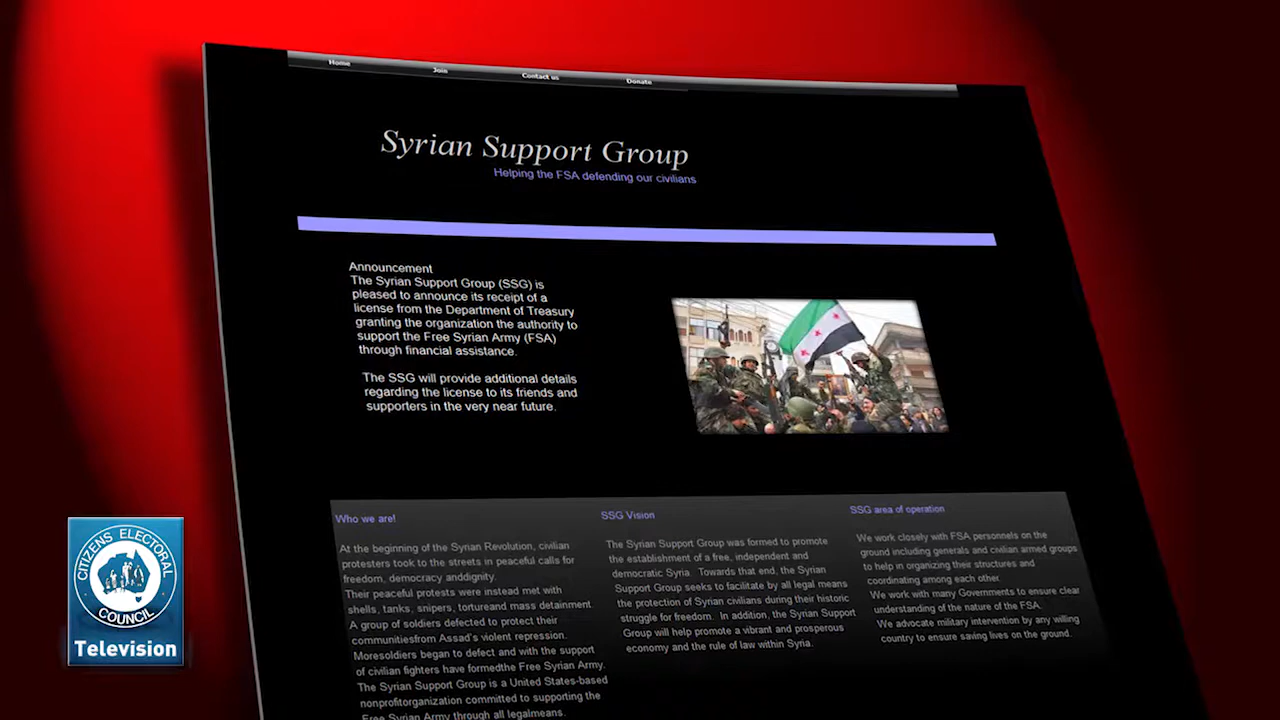 Home Join Contact us Donate
Syrian Support Group
Helping the FSA defending our civilians
Announcement
The Syrian Support Group (SSG) is
pleased to announce its receipt of a
license from the Department of Treasury
granting the organization the authority to
support the Free Syrian Army (FSA)
through financial assistance.
The SSG will provide additional details
regarding the license to its friends and
supporters in the very near future.
Who we are!
At the beginning of the Syrian Revolution, civilian
protesters took to the streets in peaceful calls for
freedom, democracy anddignity.
Their peaceful protests were instead met with
shells, tanks, snipers, tortureand mass detainment.
A group of soldiers defected to protect their
communitiesfrom Assad's violent repression.
Moresoldiers began to defect and with the support
of civilian fighters have formedthe Free Syrian Army.
The Syrian Support Group is a United States-based
nonprofitorganization committed to supporting the
Free Syrian Army through all legalmeans.
SSG Vision
The Syrian Support Group was formed to promote
the establishment of a free, independent and
democratic Syria. Towards that end, the Syrian
Support Group seeks to facilitate by all legal means
the protection of Syrian civilians during their historic
struggle for freedom. In addition, the Syrian Support
Group will help promote a vibrant and prosperous
economy and the rule of law within Syria.
SSG area of operation
We work closely with FSA personnels on the
ground including generals and civilian armed groups
to help in organizing their structures and
coordinating among each other.
We work with many Governments to ensure clear
understanding of the nature of the FSA.
We advocate military intervention by any willing
country to ensure saving lives on the ground.
CITIZENS ELECTORAL
COUNCIL
Television